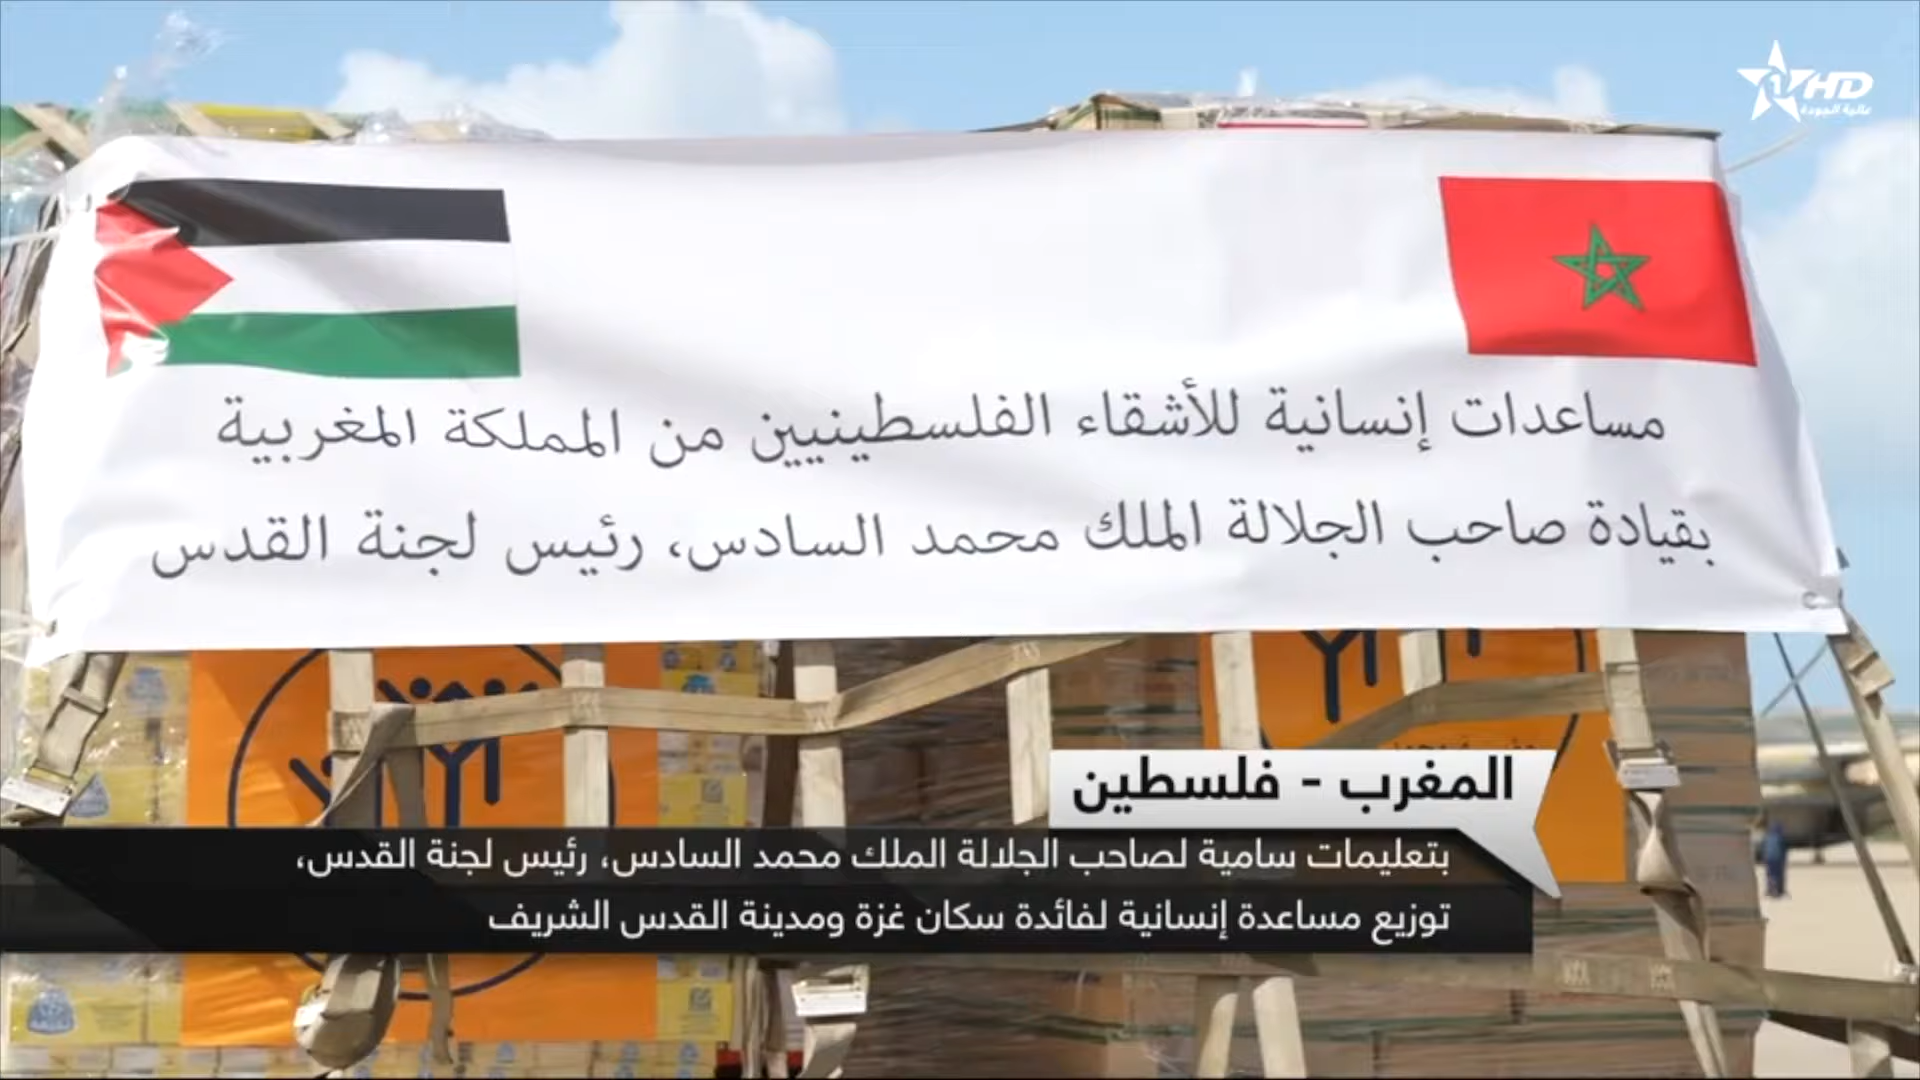 HD
عالية الجودة
مساعدات إنسانية للأشقاء الفلسطينيين من المملكة المغربية
بقيادة صاحب الجلالة الملك محمد السادس، رئيس لجنة القدس
المغرب - فلسطين
بتعليمات سامية لصاحب الجلالة الملك محمد السادس، رئيس لجنة القدس،
توزيع مساعدة إنسانية لفائدة سكان غزة ومدينة القدس الشريف